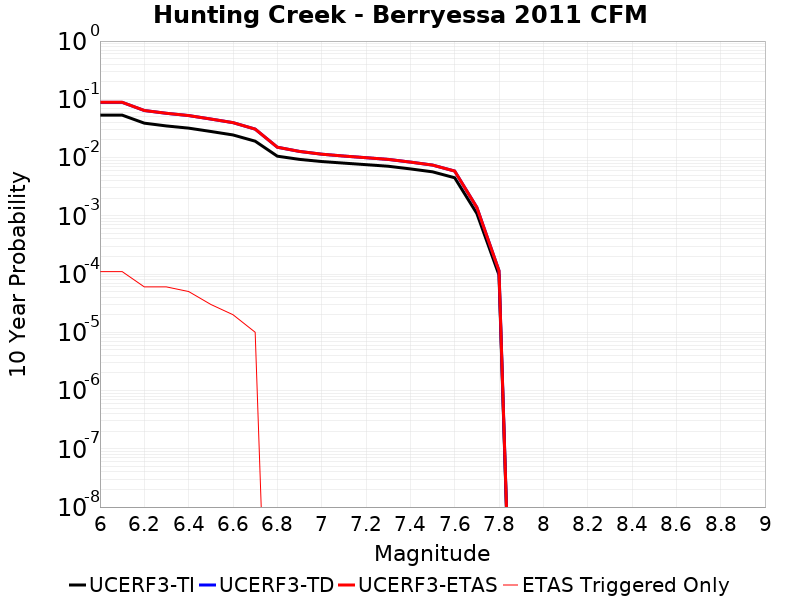 Hunting Creek - Berryessa 2011 CFM
10^0
10^-1
10^-2
10^-3
10^-4
10^-5
10^-6
10^-7
10^-8
10 Year Probability
6 6.2 6.4 6.6 6.8 7 7.2 7.4 7.6 7.8 8 8.2 8.4 8.6 8.8 9
Magnitude
UCERF3-TI UCERF3-TD UCERF3-ETAS ETAS Triggered Only